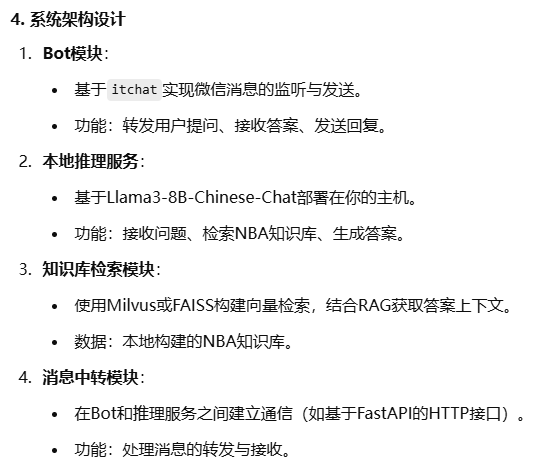 4. 系统架构设计
1. Bot模块：
• 基于itchat实现微信消息的监听与发送。
• 功能：转发用户提问、接收答案、发送回复。
2. 本地推理服务：
• 基于Llama3-8B-Chinese-Chat部署在你的主机。
• 功能：接收问题、检索NBA知识库、生成答案。
3. 知识库检索模块：
• 使用Milvus或FAISS构建向量检索，结合RAG获取答案上下文。
• 数据：本地构建的NBA知识库。
4. 消息中转模块：
• 在Bot和推理服务之间建立通信（如基于FastAPI的HTTP接口）。
• 功能：处理消息的转发与接收。